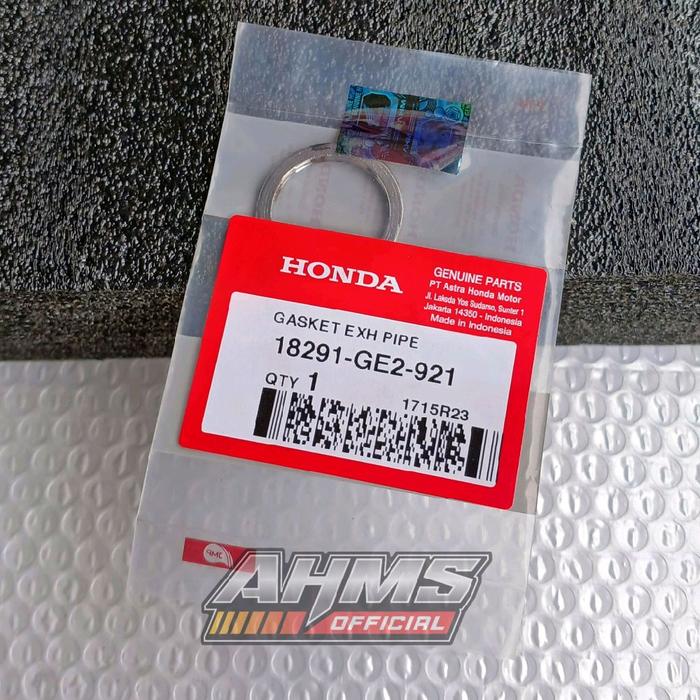 HONDA
GENUINE PARTS
PT Astra Honda Motor
Jl. Laksda Yos Sudarso, Sunter 1
Jakarta 14350 - Indonesia
Made in Indonesia
GASKET EXH PIPE
18291-GE2-921
QTY 1
1715R23
AHMS
OFFICIAL